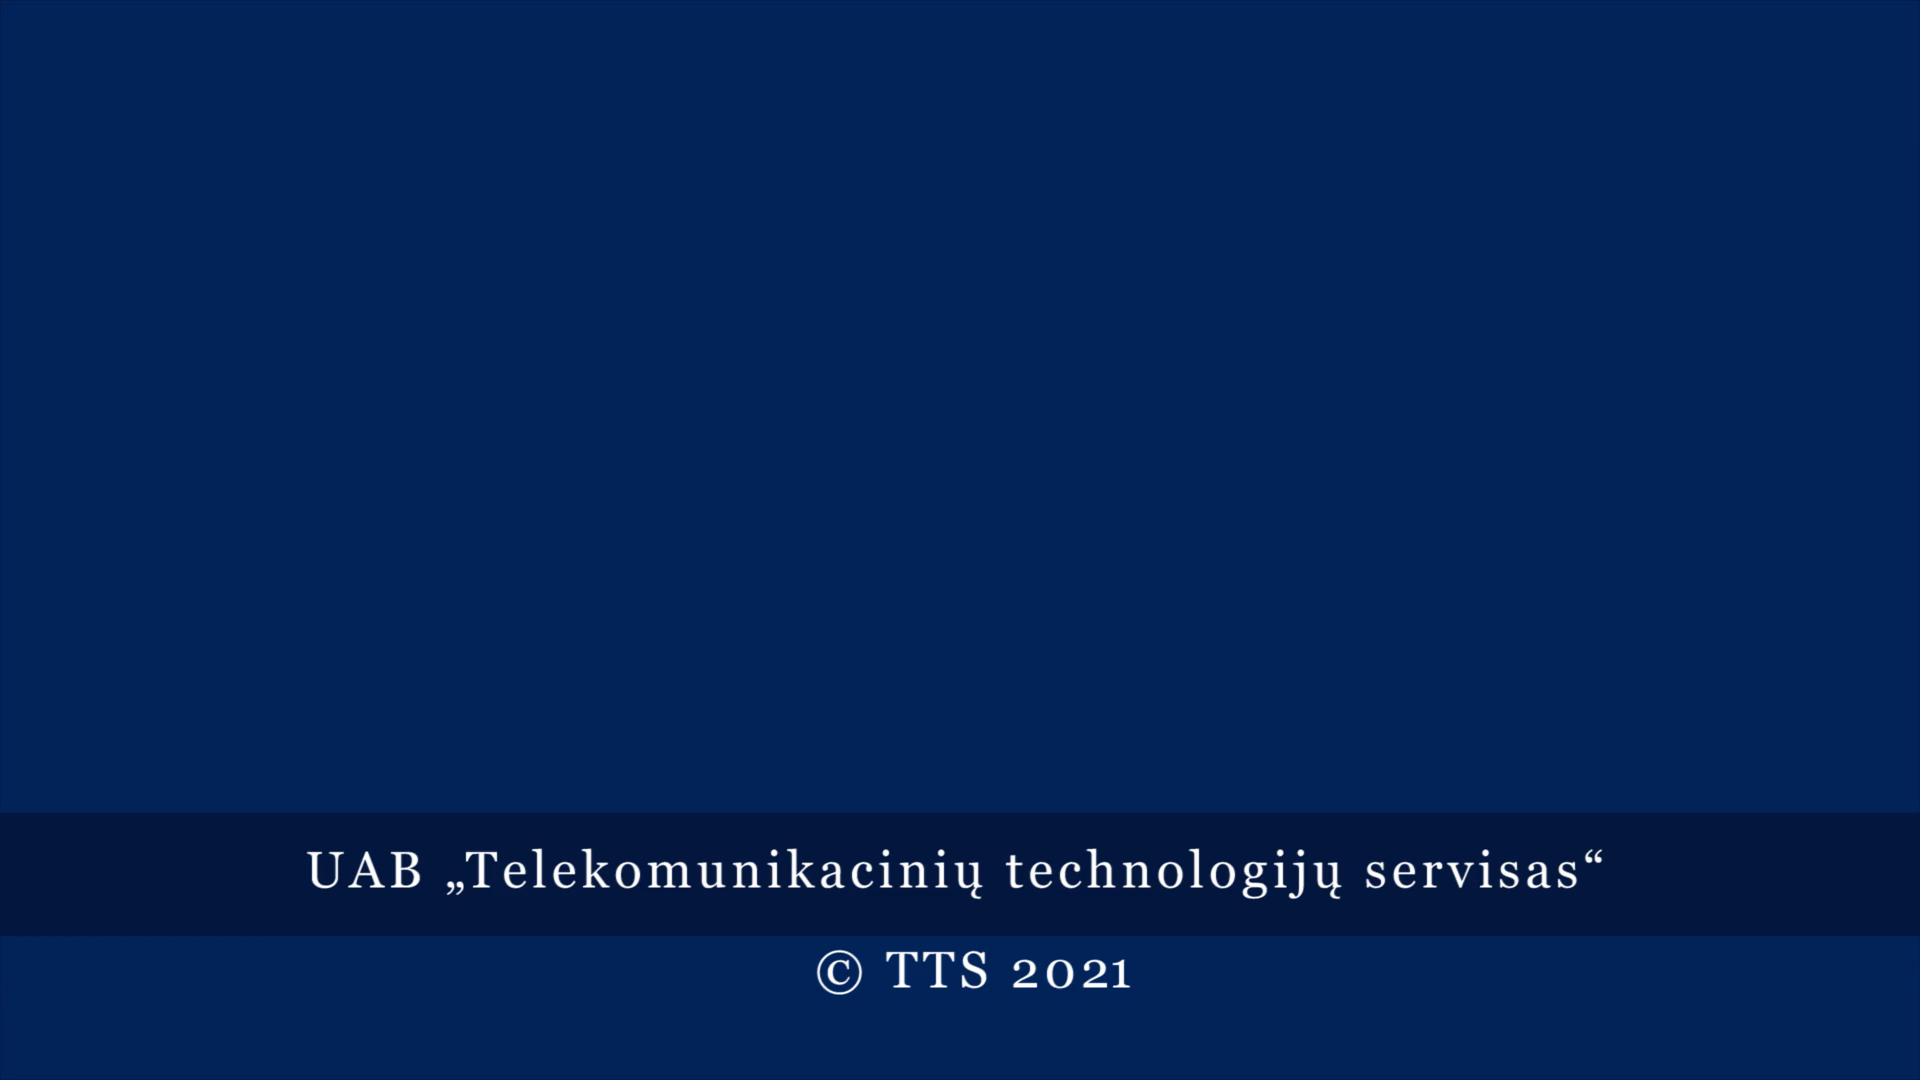 UAB „Telekomunikacinių technologijų servisas“
© TTS 2021